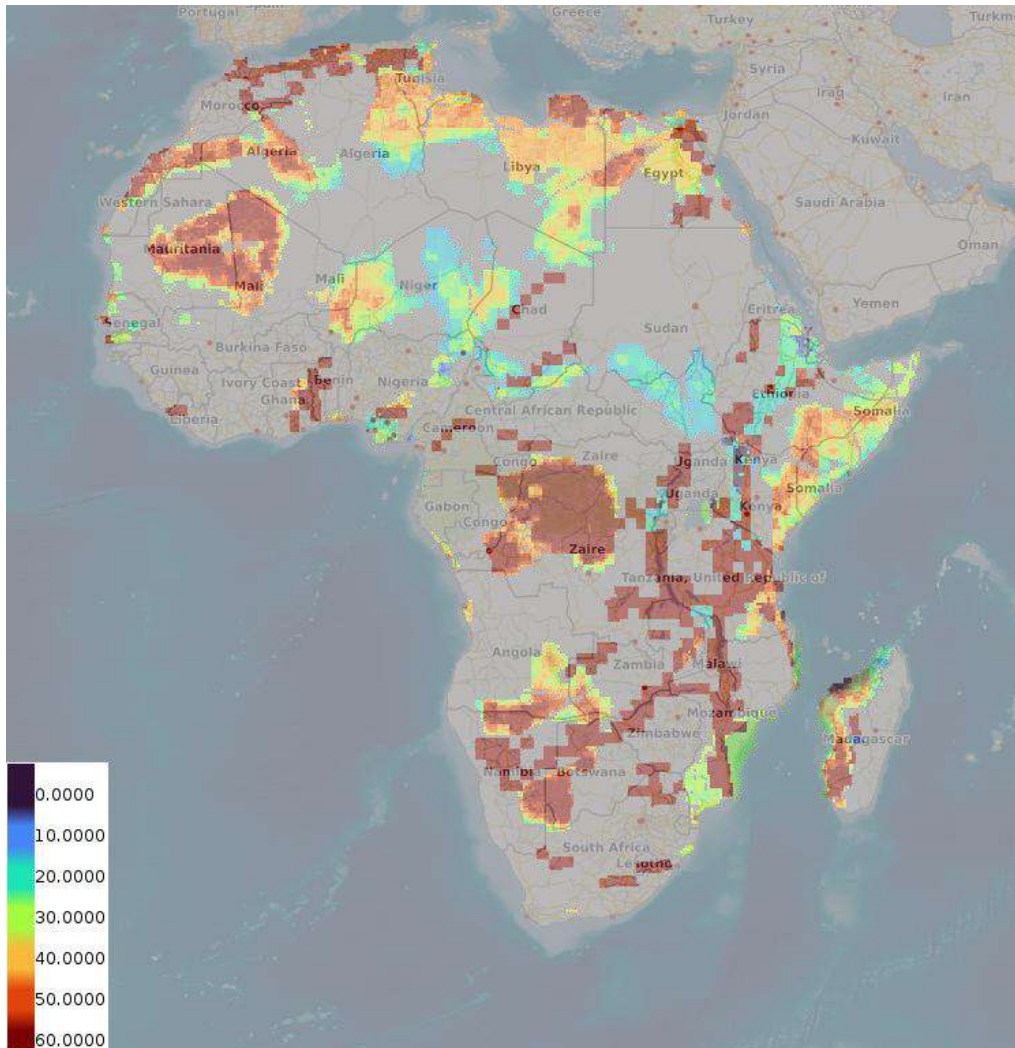 Portugal
Spain
Greece
Turkey
Turkm
Syria
Iraq
Iran
Jordan
Kuwait
Tunisia
Morocco
Algeria
Algeria
Libya
Egypt
Western Sahara
Saudi Arabia
Oman
Mauritania
Mali
Mali
Niger
Chad
Sudan
Eritrea
Yemen
Senegal
Burkina Faso
Guinea
Ivory Coast
Benin
Ghana
Nigeria
Liberia
Cameroon
Central African Republic
Ethiopia
Somalia
Congo
Zaire
Uganda
Kenya
Gabon
Uganda
Kenya
Somalia
Congo
Zaire
Tanzania, United Republic of
Angola
Zambia
Malawi
Mozambique
Zimbabwe
Madagascar
Namibia
Botswana
South Africa
Lesotho
0.0000
10.0000
20.0000
30.0000
40.0000
50.0000
60.0000